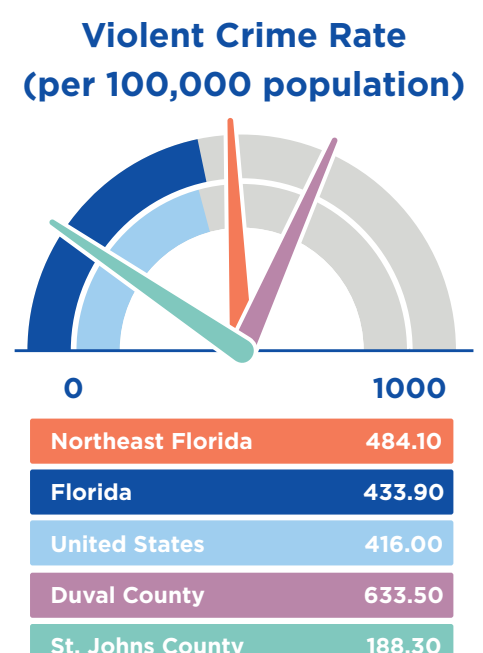 Violent Crime Rate
(per 100,000 population)
0 1000
Northeast Florida 484.10
Florida 433.90
United States 416.00
Duval County 633.50
St. Johns County 188.30